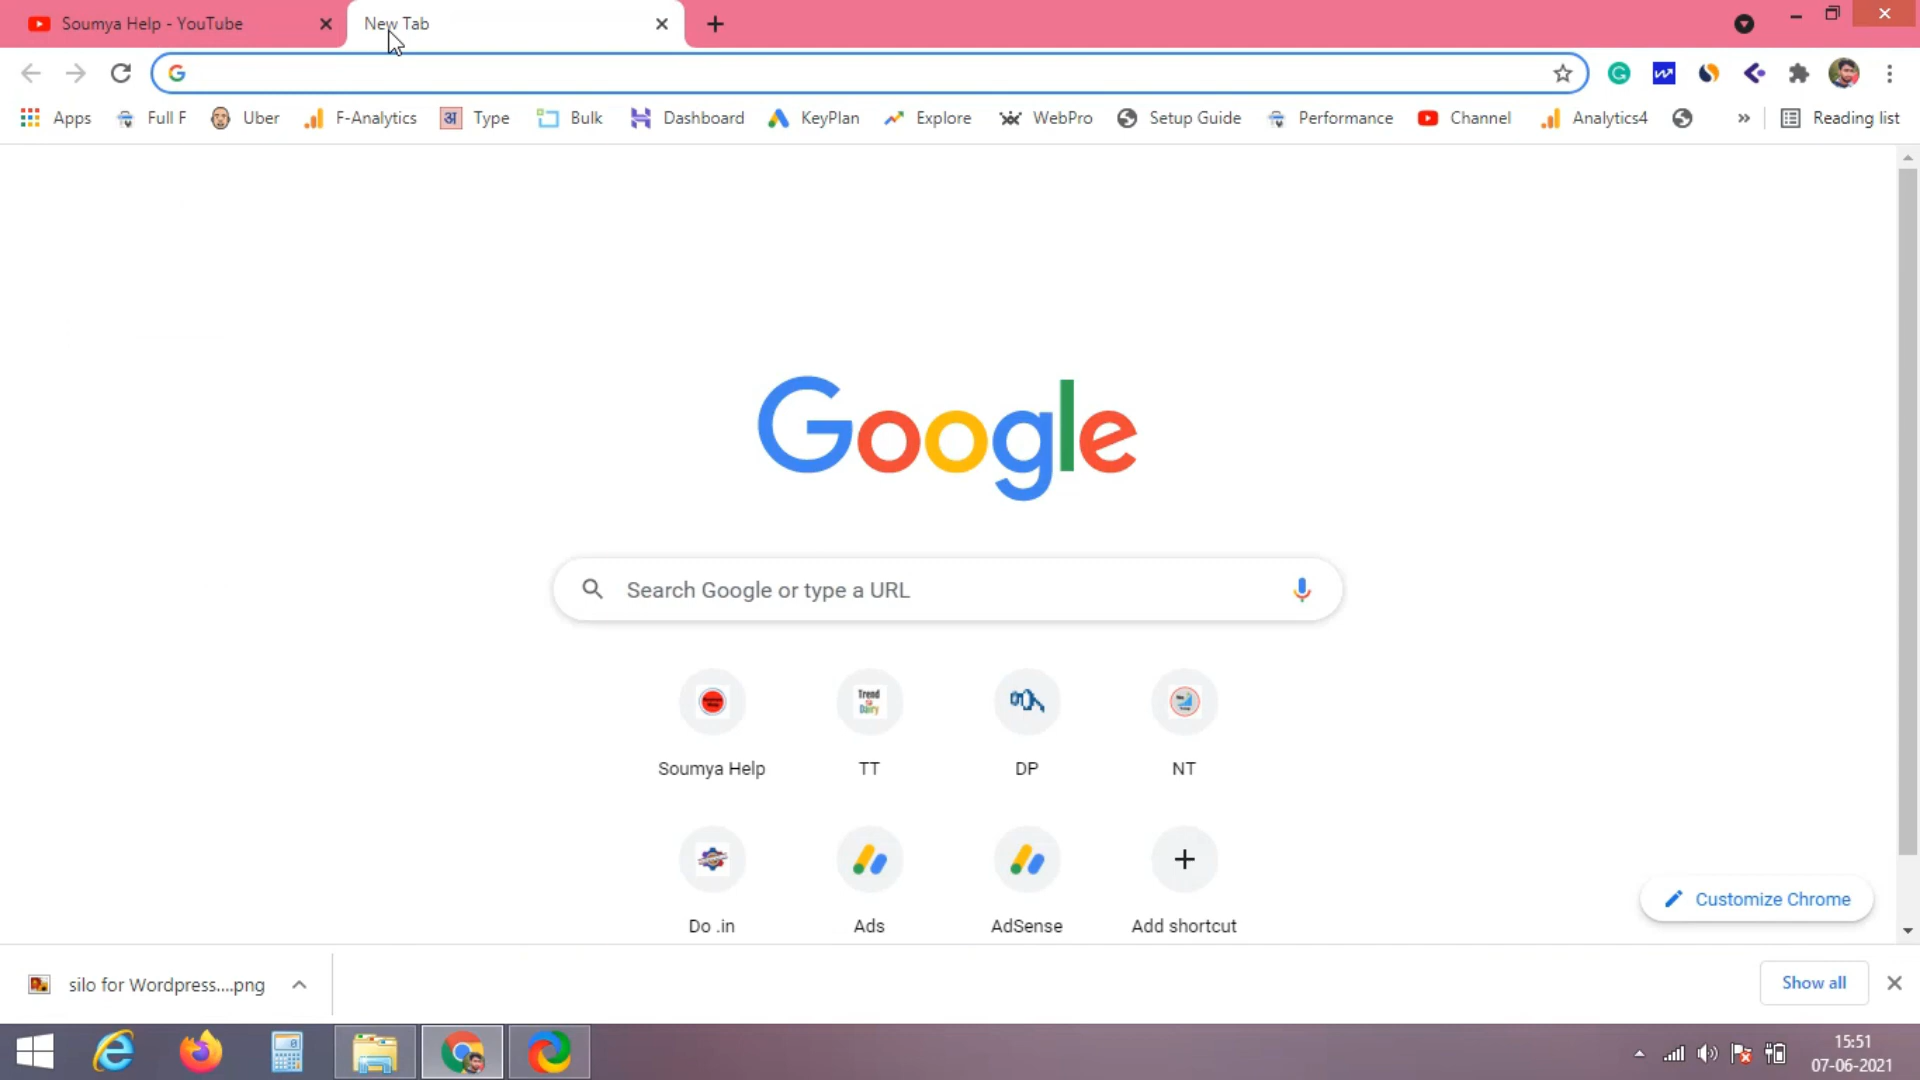 Soumya Help - YouTube
New Tab
Apps
Full F
Uber
F-Analytics
अ Type
Bulk
Dashboard
KeyPlan
Explore
WebPro
Setup Guide
Performance
Channel
Analytics4
»
Reading list
Google
Search Google or type a URL
Soumya Help
Trend Dairy
TT
DP
NT
Do .in
Ads
AdSense
Add shortcut
Customize Chrome
silo for Wordpress....png
Show all
15:51
07-06-2021